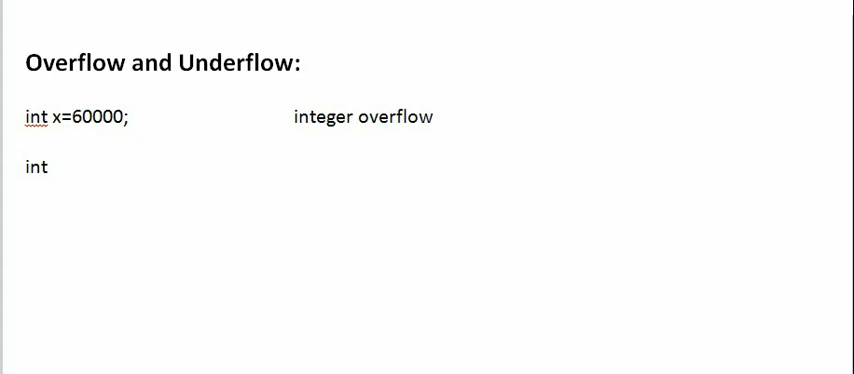 Overflow and Underflow:
int x=60000; integer overflow
int